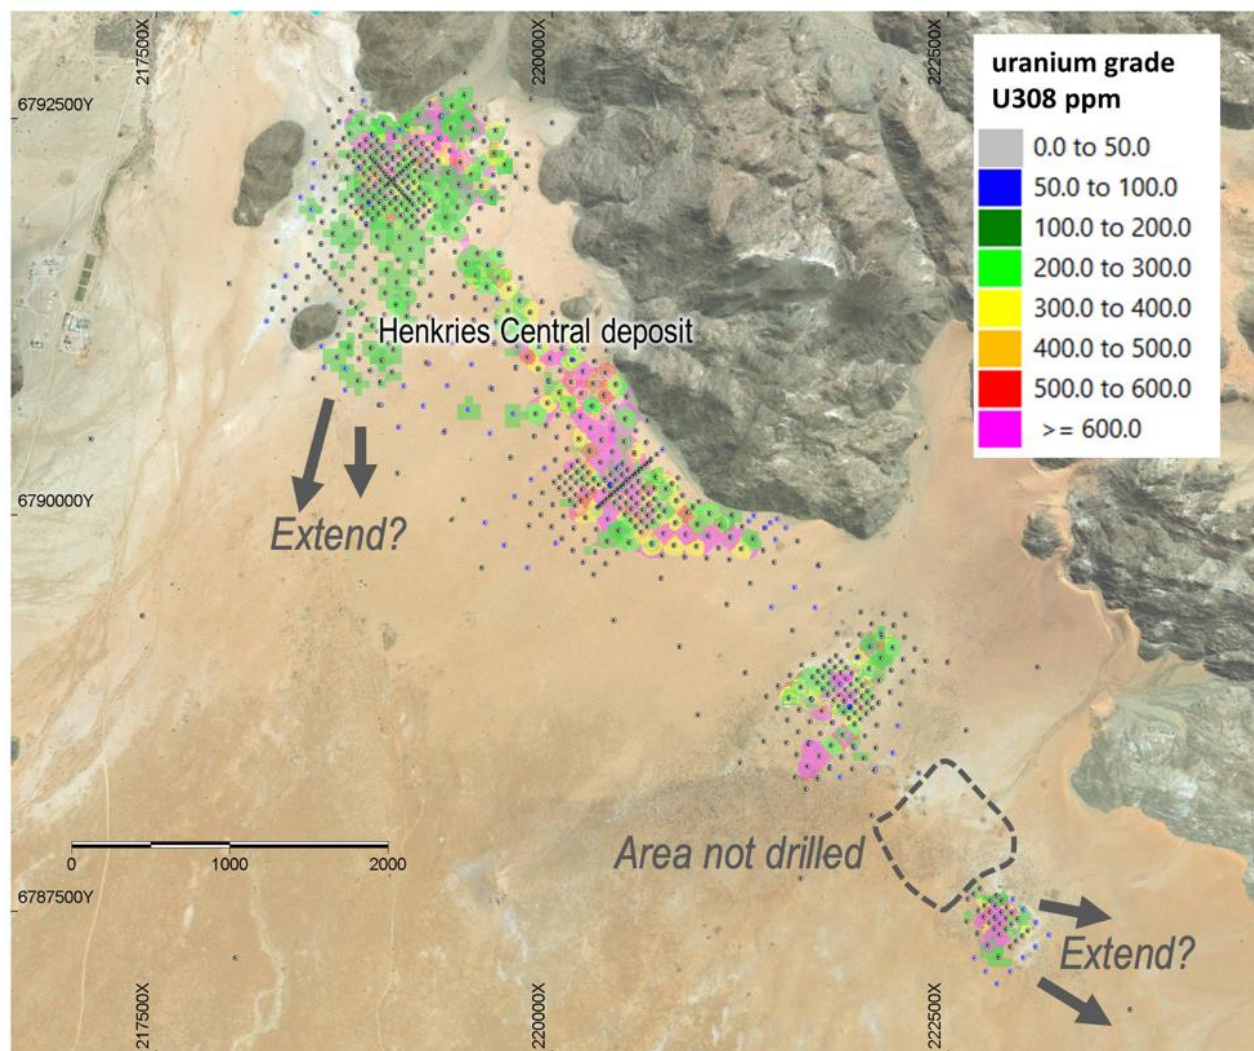 217500X
220000X
222500X
uranium grade
U308 ppm
0.0 to 50.0
50.0 to 100.0
100.0 to 200.0
200.0 to 300.0
300.0 to 400.0
400.0 to 500.0
500.0 to 600.0
>= 600.0
6792500Y
Henkries Central deposit
6790000Y
Extend?
Area not drilled
0
1000
2000
6787500Y
Extend?
217500X
220000X
222500X